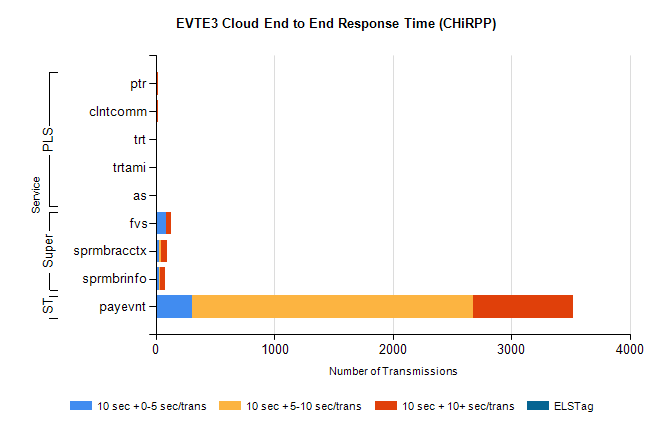 EVTE3 Cloud End to End Response Time (CHiRPP)
ptr
clntcomm
trt
trtami
as
fvs
sprmbracctx
sprmbrinfo
payevnt
PLS
Super
ST
Service
0 1000 2000 3000 4000
Number of Transmissions
10 sec +0-5 sec/trans 10 sec +5-10 sec/trans 10 sec + 10+ sec/trans ELSTag